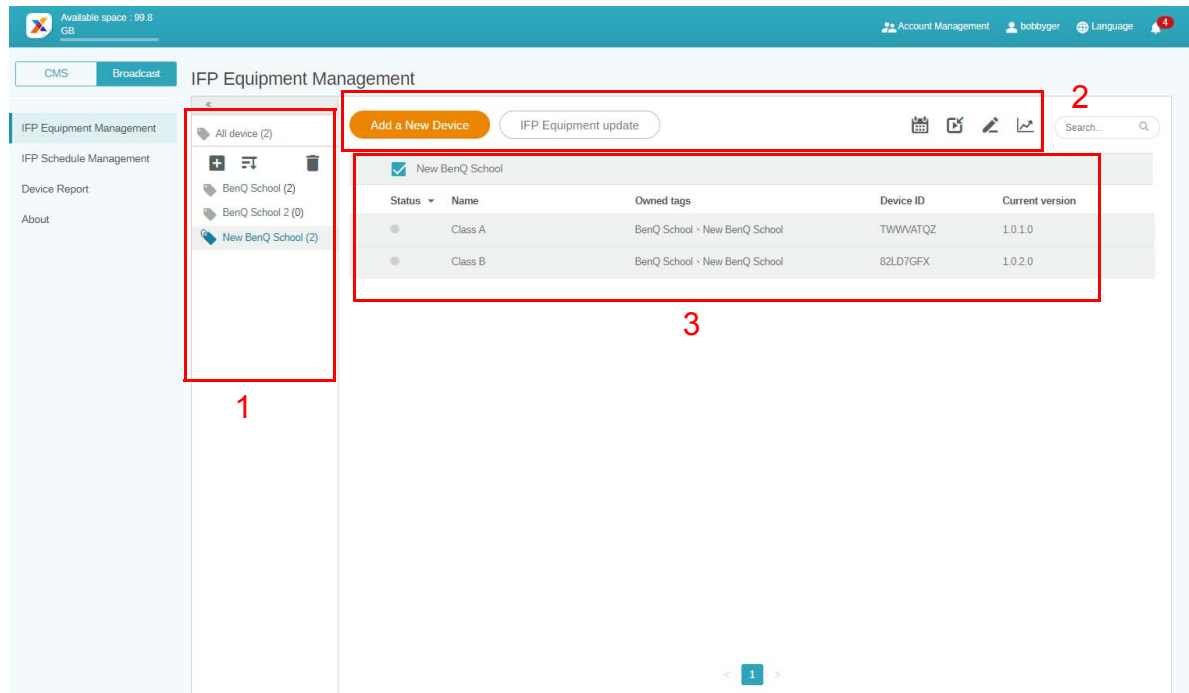 Available space : 99.8
GB
Account Management
bobbyger
Language
4
CMS
Broadcast
IFP Equipment Management
IFP Equipment Management
IFP Schedule Management
Device Report
About
All device (2)
BenQ School (2)
BenQ School 2 (0)
New BenQ School (2)
1
Add a New Device
IFP Equipment update
2
Search...
New BenQ School
Status Name Owned tags Device ID Current version
Class A BenQ School、New BenQ School TWWVATQZ 1.0.1.0
Class B BenQ School、New BenQ School 82LD7GFX 1.0.2.0
3
< 1 >